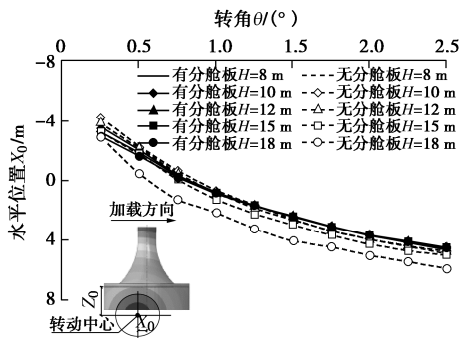 转角θ/(°)
0 0.5 1.0 1.5 2.0 2.5
-8
-4
0
4
8
水平位置X₀/m
有分舱板H=8 m 无分舱板H=8 m
有分舱板H=10 m 无分舱板H=10 m
有分舱板H=12 m 无分舱板H=12 m
有分舱板H=15 m 无分舱板H=15 m
有分舱板H=18 m 无分舱板H=18 m
加载方向
Z₀
转动中心
X₀